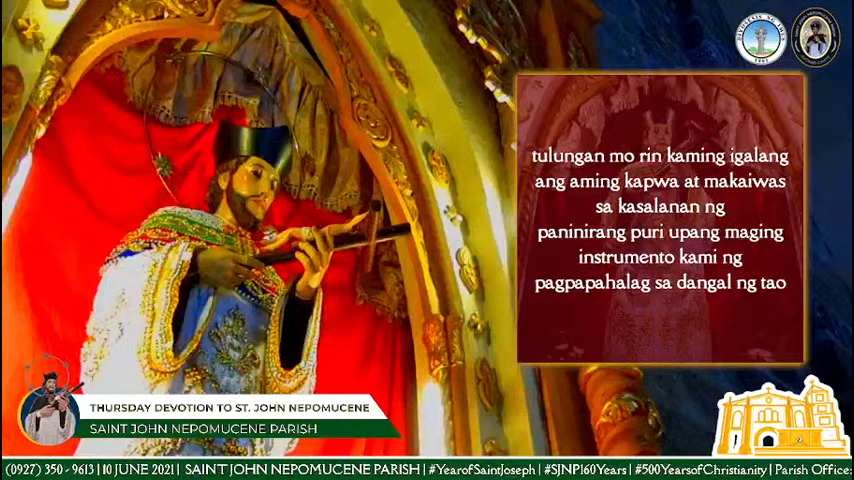 tulungan mo rin kaming igalang
ang aming kapwa at makaiwas
sa kasalanan ng
paninirang puri upang maging
instrumento kami ng
pagpapahalag sa dangal ng tao
THURSDAY DEVOTION TO ST. JOHN NEPOMUCENE
SAINT JOHN NEPOMUCENE PARISH
(0927) 350 - 9613 | 10 JUNE 2021 | SAINT JOHN NEPOMUCENE PARISH | #YearofSaintJoseph | #SJNP160Years | #500YearsofChristianity | Parish Office: